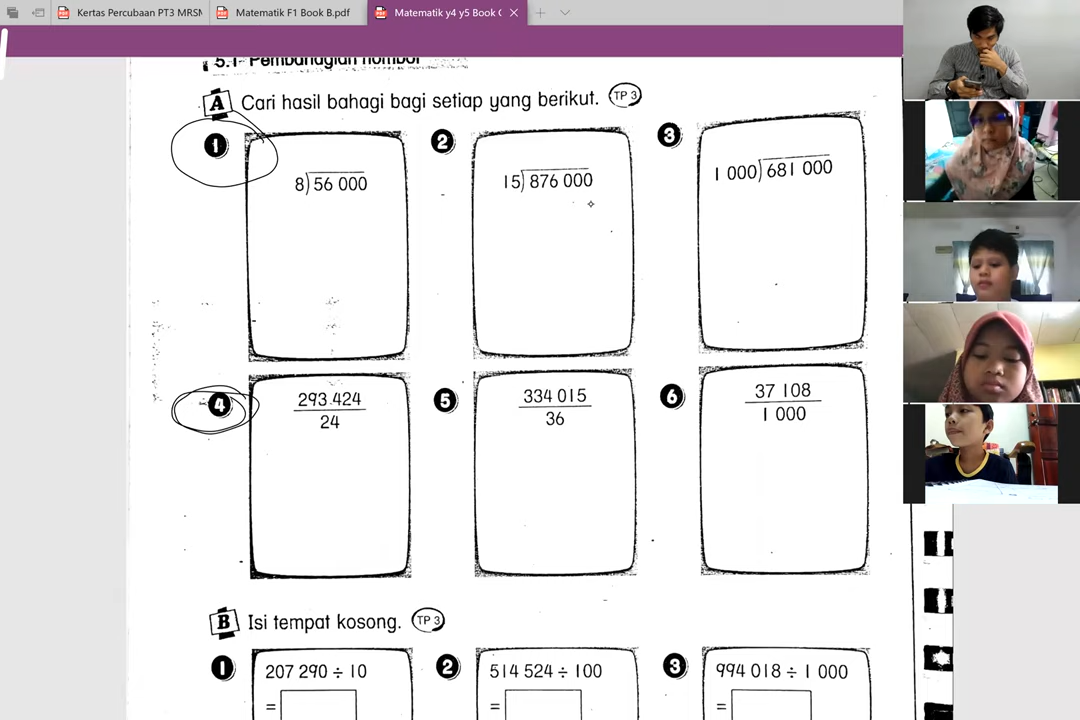 Kertas Percubaan PT3 MRSM
Matematik F1 Book B.pdf
Matematik y4 y5 Book
5.1 Pembahagian nombor
A Cari hasil bahagi bagi setiap yang berikut. TP 3
1
8)56 000
2
15)876 000
3
1 000)681 000
4
293 424
24
5
334 015
36
6
37 108
1 000
B Isi tempat kosong. TP 3
1 207 290 ÷ 10
=
2 514 524 ÷ 100
=
3 994 018 ÷ 1 000
=